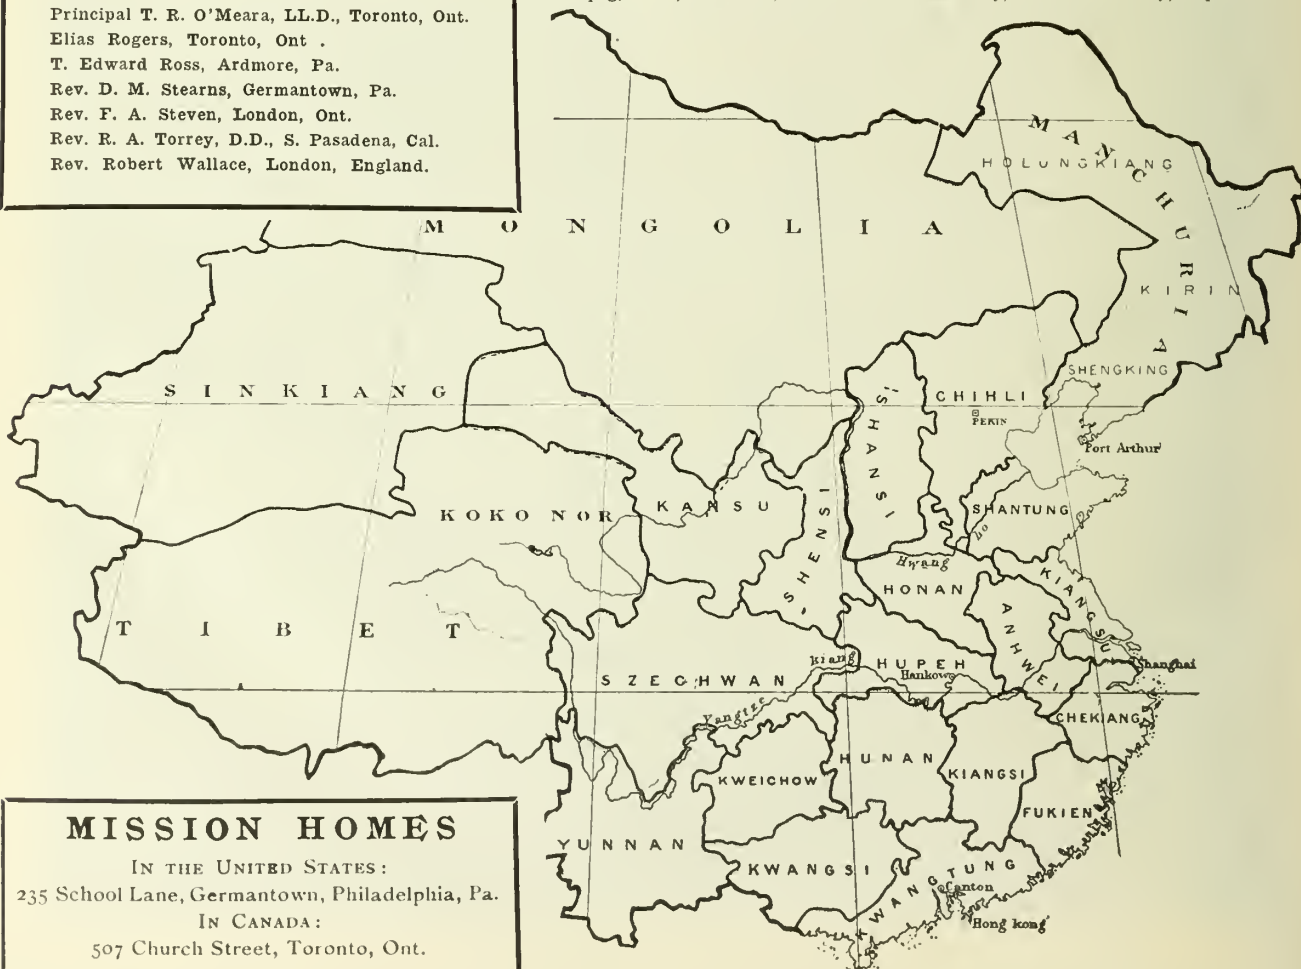 Principal T. R. O'Meara, LL.D., Toronto, Ont.
Elias Rogers, Toronto, Ont .
T. Edward Ross, Ardmore, Pa.
Rev. D. M. Stearns, Germantown, Pa.
Rev. F. A. Steven, London, Ont.
Rev. R. A. Torrey, D.D., S. Pasadena, Cal.
Rev. Robert Wallace, London, England.
MANCHURIA
HOLUNGKIANG
MONGOLIA
KIRIN
SHENGKING
SINKIANG
CHIHLI
PEKIN
Port Arthur
SHANSI
KOKO NOR
KANSU
SHENSI
SHANTUNG
Hwang
ho
HONAN
KIANGSU
ANHWEI
TIBET
SZECHWAN
Kiang
HUPEH
Hankow
Shanghai
Yangtze
CHEKIANG
HUNAN
KWEICHOW
KIANGSI
FUKIEN
YUNNAN
KWANGSI
KWANGTUNG
Canton
Hong kong
MISSION HOMES
IN THE UNITED STATES:
235 School Lane, Germantown, Philadelphia, Pa.
IN CANADA:
507 Church Street, Toronto, Ont.